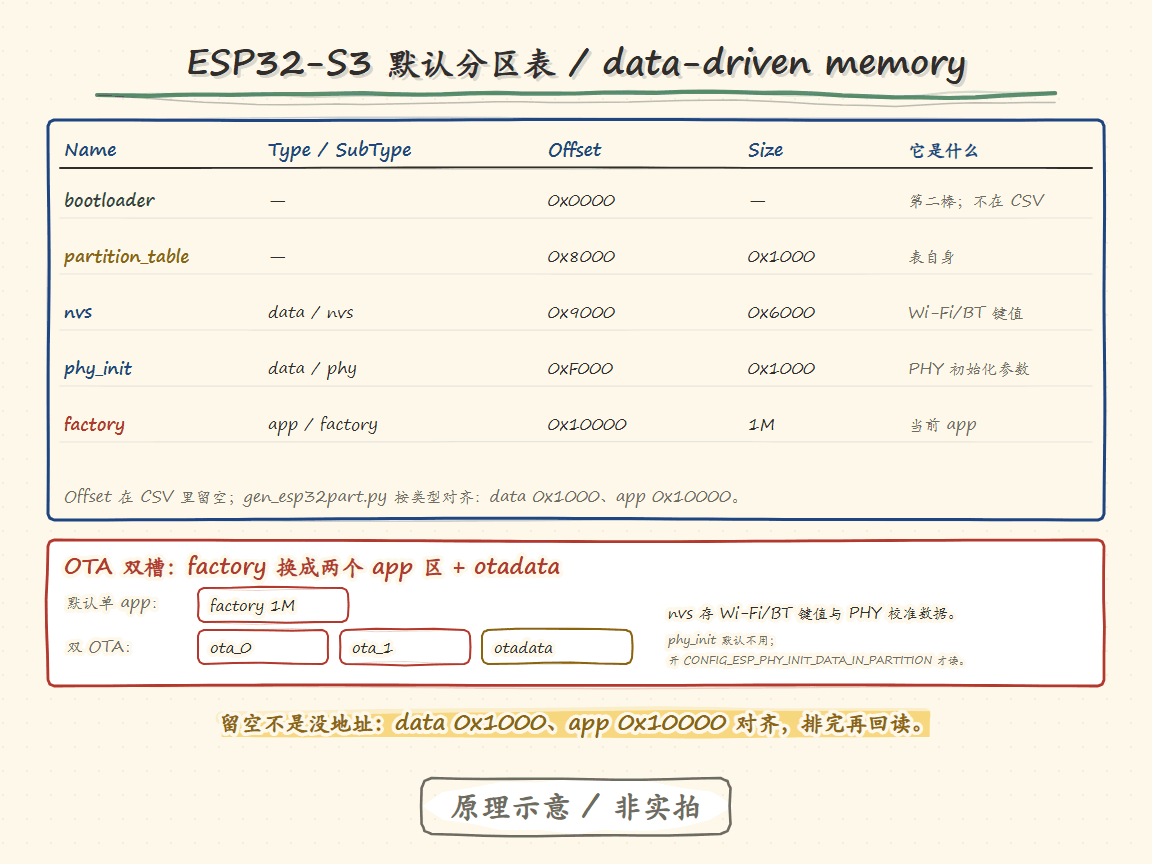 ESP32-S3 默认分区表 / data-driven memory
Name Type / SubType Offset Size 它是什么
bootloader — 0x0000 — 第二棒；不在 CSV
partition_table — 0x8000 0x1000 表自身
nvs data / nvs 0x9000 0x6000 Wi-Fi/BT 键值
phy_init data / phy 0xF000 0x1000 PHY 初始化参数
factory app / factory 0x10000 1M 当前 app
Offset 在 CSV 里留空；gen_esp32part.py 按类型对齐：data 0x1000、app 0x10000。
OTA 双槽：factory 换成两个 app 区 + otadata
默认单 app： factory 1M
双 OTA： ota_0 ota_1 otadata
nvs 存 Wi-Fi/BT 键值与 PHY 校准数据。
phy_init 默认不用；
开 CONFIG_ESP_PHY_INIT_DATA_IN_PARTITION 才读。
留空不是没地址：data 0x1000、app 0x10000 对齐，排完再回读。
原理示意 / 非实拍